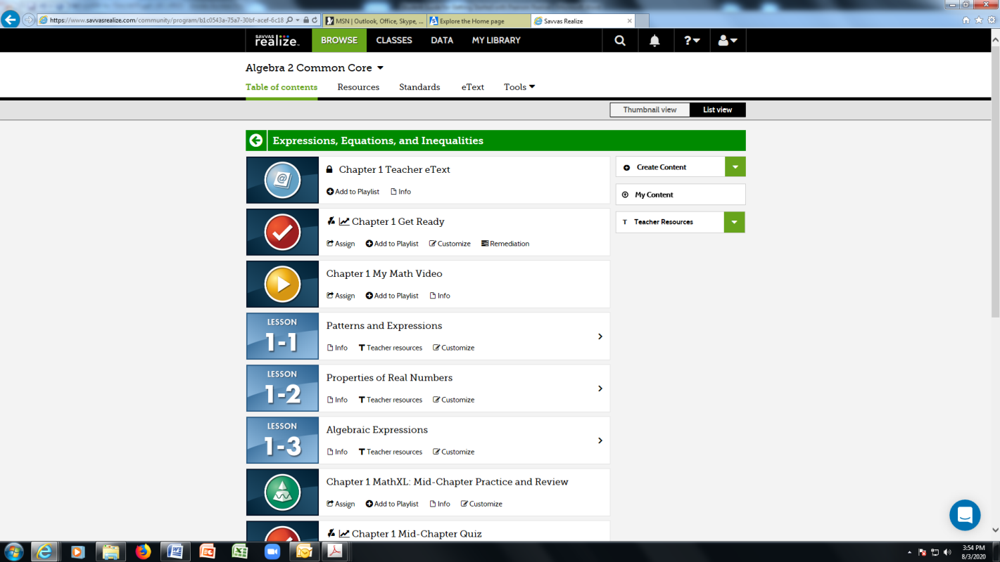 https://www.savvasrealize.com/community/program/b1c0543a-75a7-30bf-acef-6c18
MSN | Outlook, Office, Skype, ...
Explore the Home page
Savvas Realize
SAVVAS
realize
BROWSE CLASSES DATA MY LIBRARY
Algebra 2 Common Core
Table of contents Resources Standards eText Tools
Thumbnail view List view
Expressions, Equations, and Inequalities
Chapter 1 Teacher eText
Add to Playlist Info
Create Content
My Content
Teacher Resources
Chapter 1 Get Ready
Assign Add to Playlist Customize Remediation
Chapter 1 My Math Video
Assign Add to Playlist Info
LESSON
1-1
Patterns and Expressions
Info Teacher resources Customize
LESSON
1-2
Properties of Real Numbers
Info Teacher resources Customize
LESSON
1-3
Algebraic Expressions
Info Teacher resources Customize
Chapter 1 MathXL: Mid-Chapter Practice and Review
Assign Add to Playlist Info Customize
Chapter 1 Mid-Chapter Quiz
3:54 PM
8/3/2020